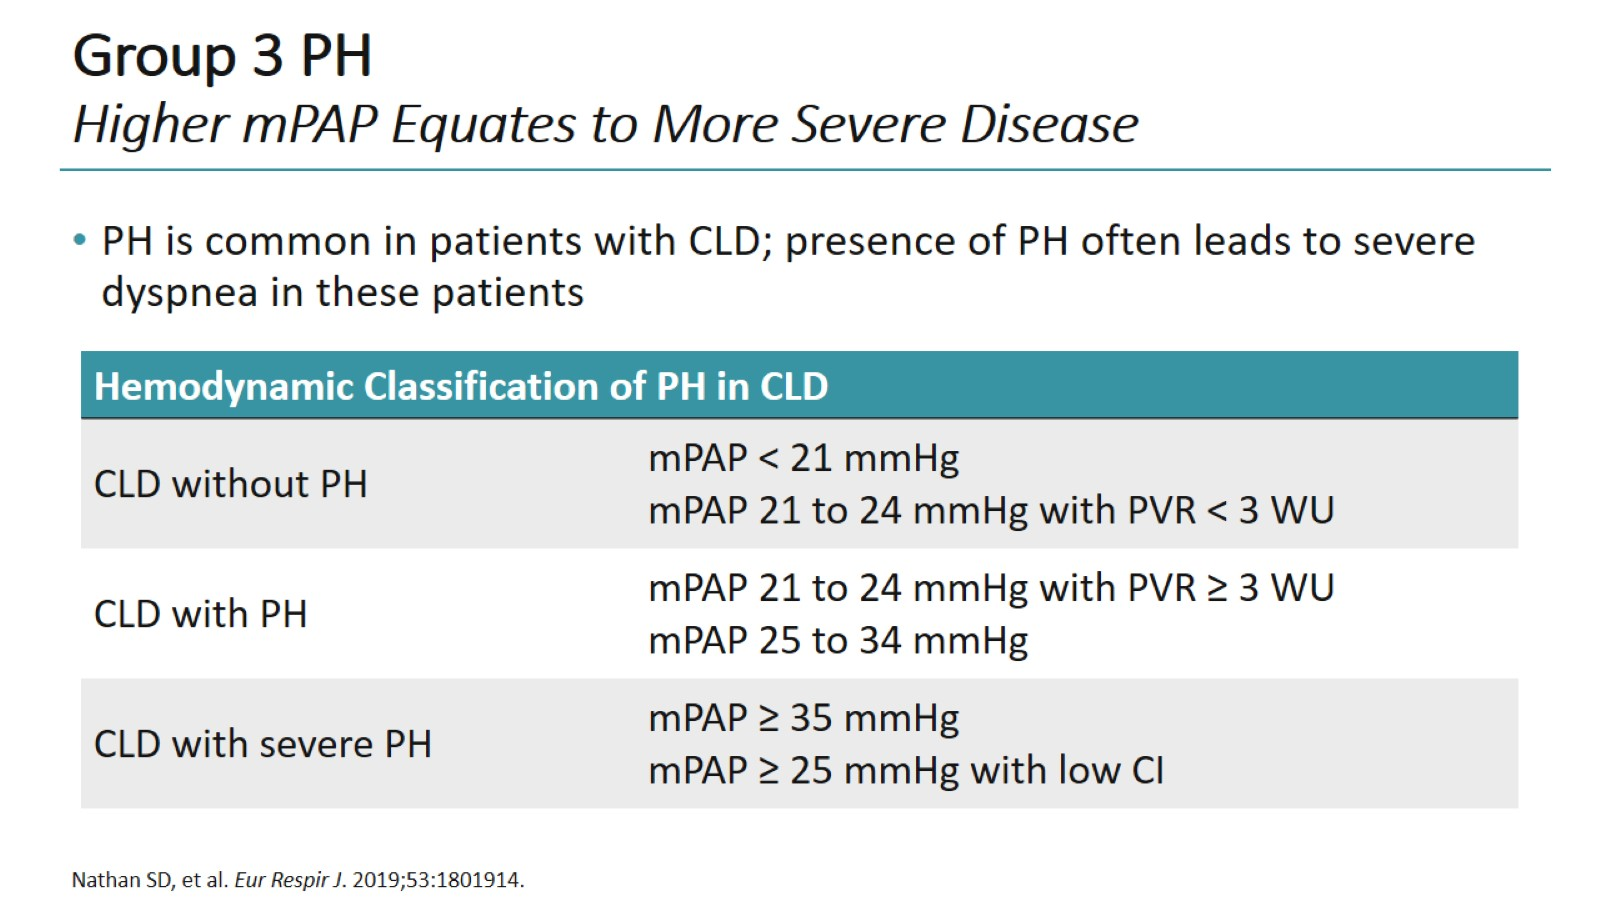 Group 3 PH
Higher mPAP Equates to More Severe Disease
• PH is common in patients with CLD; presence of PH often leads to severe
dyspnea in these patients
Hemodynamic Classification of PH in CLD
CLD without PH
mPAP < 21 mmHg
mPAP 21 to 24 mmHg with PVR < 3 WU
CLD with PH
mPAP 21 to 24 mmHg with PVR ≥ 3 WU
mPAP 25 to 34 mmHg
CLD with severe PH
mPAP ≥ 35 mmHg
mPAP ≥ 25 mmHg with low CI
Nathan SD, et al. Eur Respir J. 2019;53:1801914.